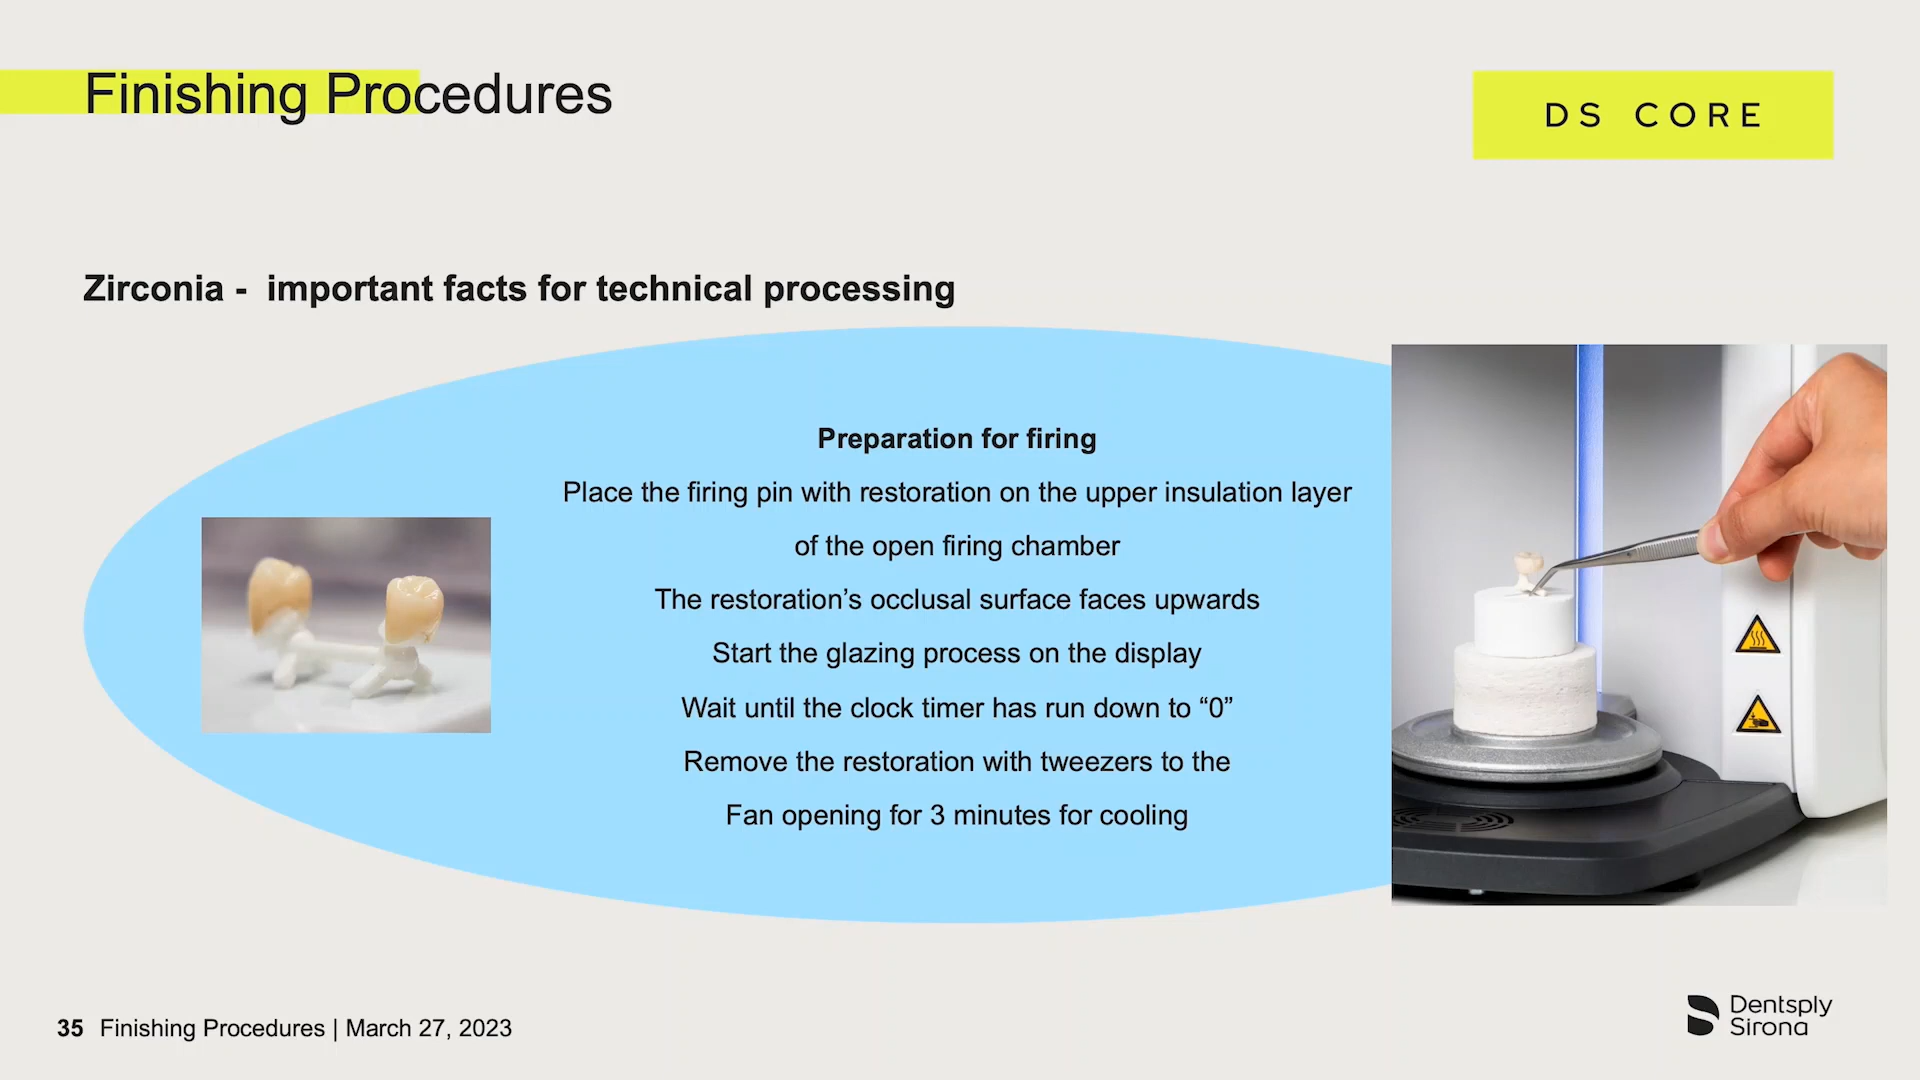 Finishing Procedures
DS CORE
Zirconia -  important facts for technical processing
Preparation for firing
Place the firing pin with restoration on the upper insulation layer
of the open firing chamber
The restoration’s occlusal surface faces upwards
Start the glazing process on the display
Wait until the clock timer has run down to “0”
Remove the restoration with tweezers to the
Fan opening for 3 minutes for cooling
35 Finishing Procedures | March 27, 2023
Dentsply
Sirona